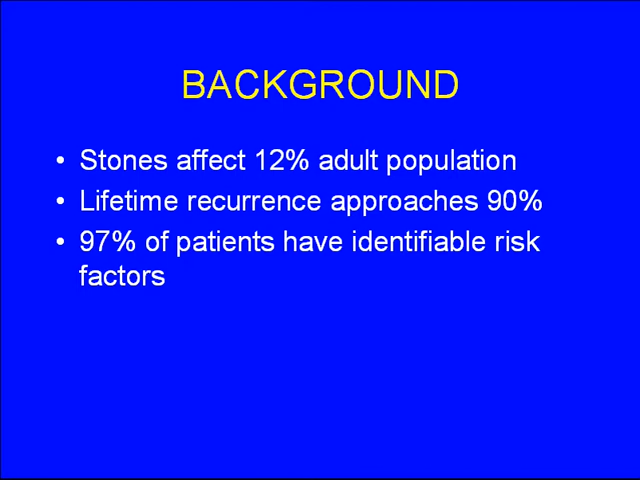 BACKGROUND
• Stones affect 12% adult population
• Lifetime recurrence approaches 90%
• 97% of patients have identifiable risk
factors